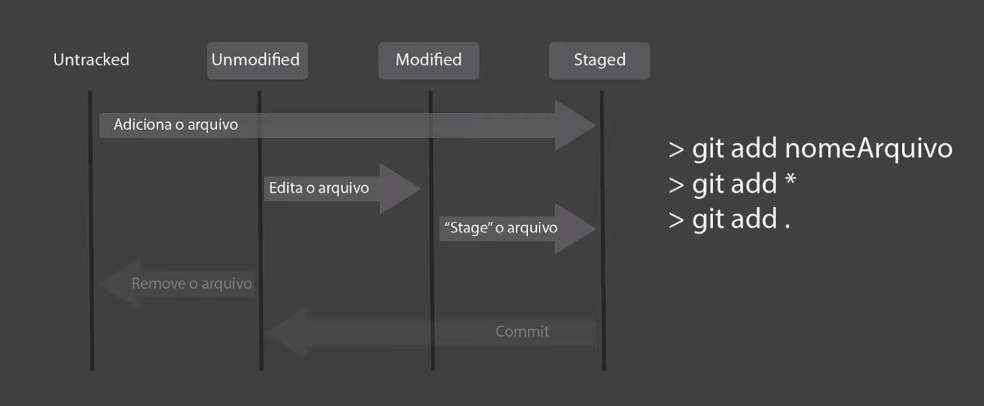 Untracked
Unmodified
Modified
Staged
Adiciona o arquivo
Edita o arquivo
“Stage” o arquivo
Remove o arquivo
Commit
> git add nomeArquivo
> git add *
> git add .